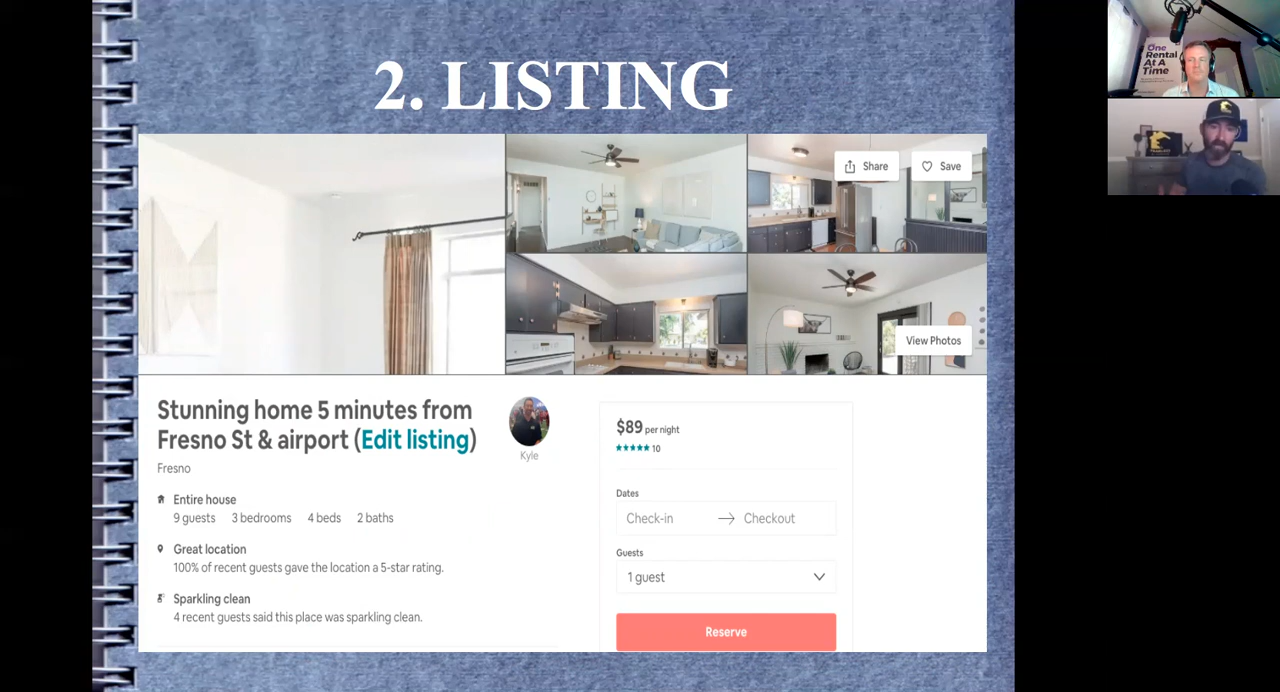 2. LISTING
One
Rental
At A
Time
Share
Save
View Photos
Stunning home 5 minutes from
Fresno St & airport (Edit listing)
Kyle
Fresno
Entire house
9 guests 3 bedrooms 4 beds 2 baths
Great location
100% of recent guests gave the location a 5-star rating.
Sparkling clean
4 recent guests said this place was sparkling clean.
$89 per night
10
Dates
Check-in → Checkout
Guests
1 guest
Reserve